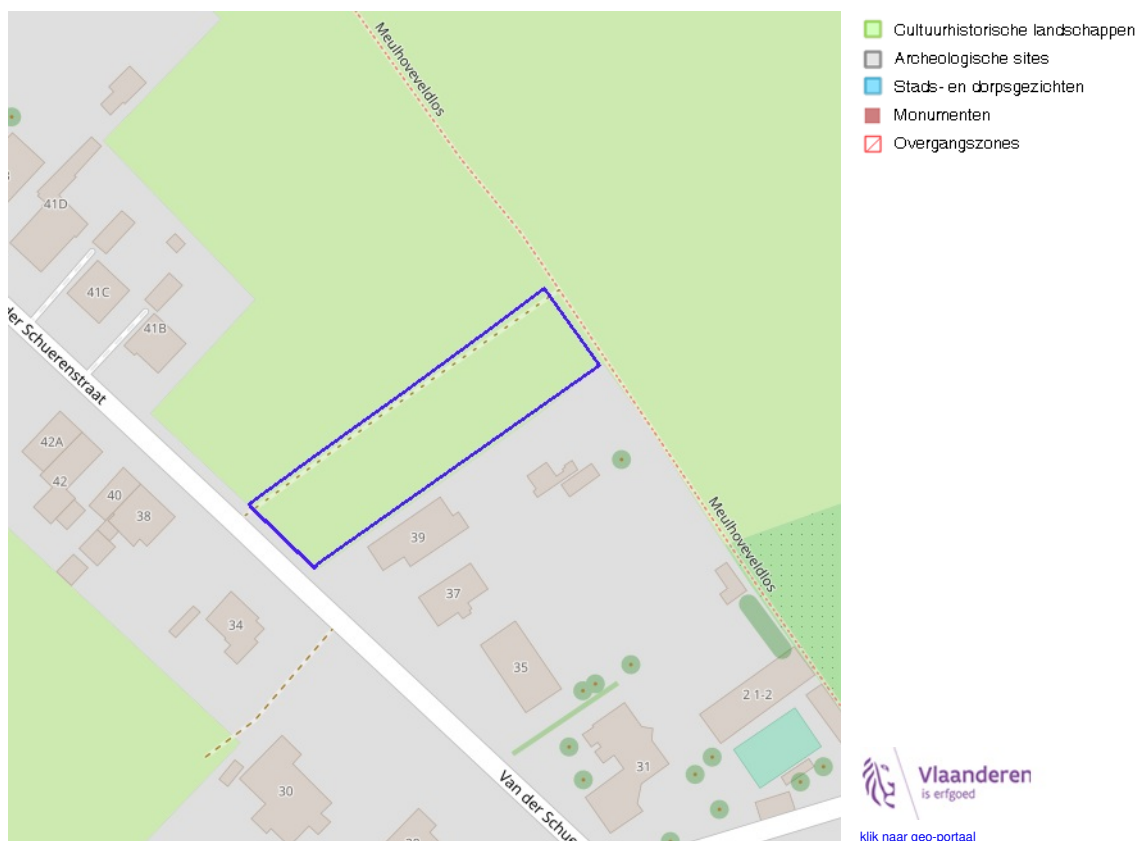 Meulhoveveldlos
41D
41C
41B
der Schuerenstraat
42A
42
40
38
39
37
34
35
Meulhoveveldlos
2 1-2
31
30
Van der Schue
Cultuurhistorische landschappen
Archeologische sites
Stads- en dorpsgezichten
Monumenten
Overgangszones
Vlaanderen
is erfgoed
klik naar geo-portaal